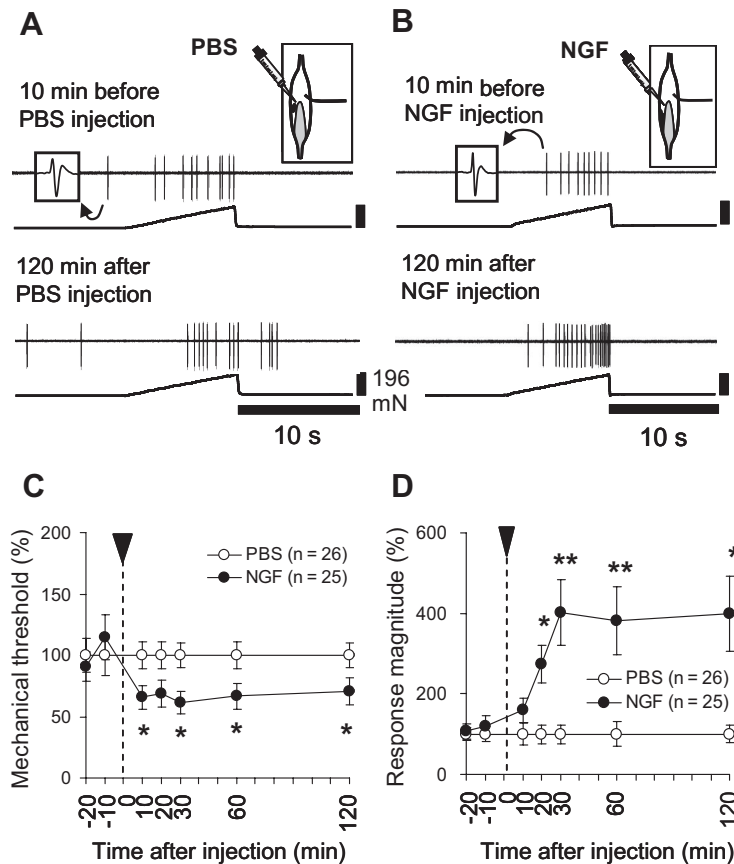 A
PBS
10 min before
PBS injection
120 min after
PBS injection
196
mN
10 s
B
NGF
10 min before
NGF injection
120 min after
NGF injection
10 s
C
Mechanical threshold (%)
200
150
100
50
0
PBS (n = 26)
NGF (n = 25)
* * * *
-20 -10 0 10 20 30 60 120
Time after injection (min)
D
Response magnitude (%)
600
400
200
0
** ** *
*
PBS (n = 26)
NGF (n = 25)
-20 -10 0 10 20 30 60 120
Time after injection (min)